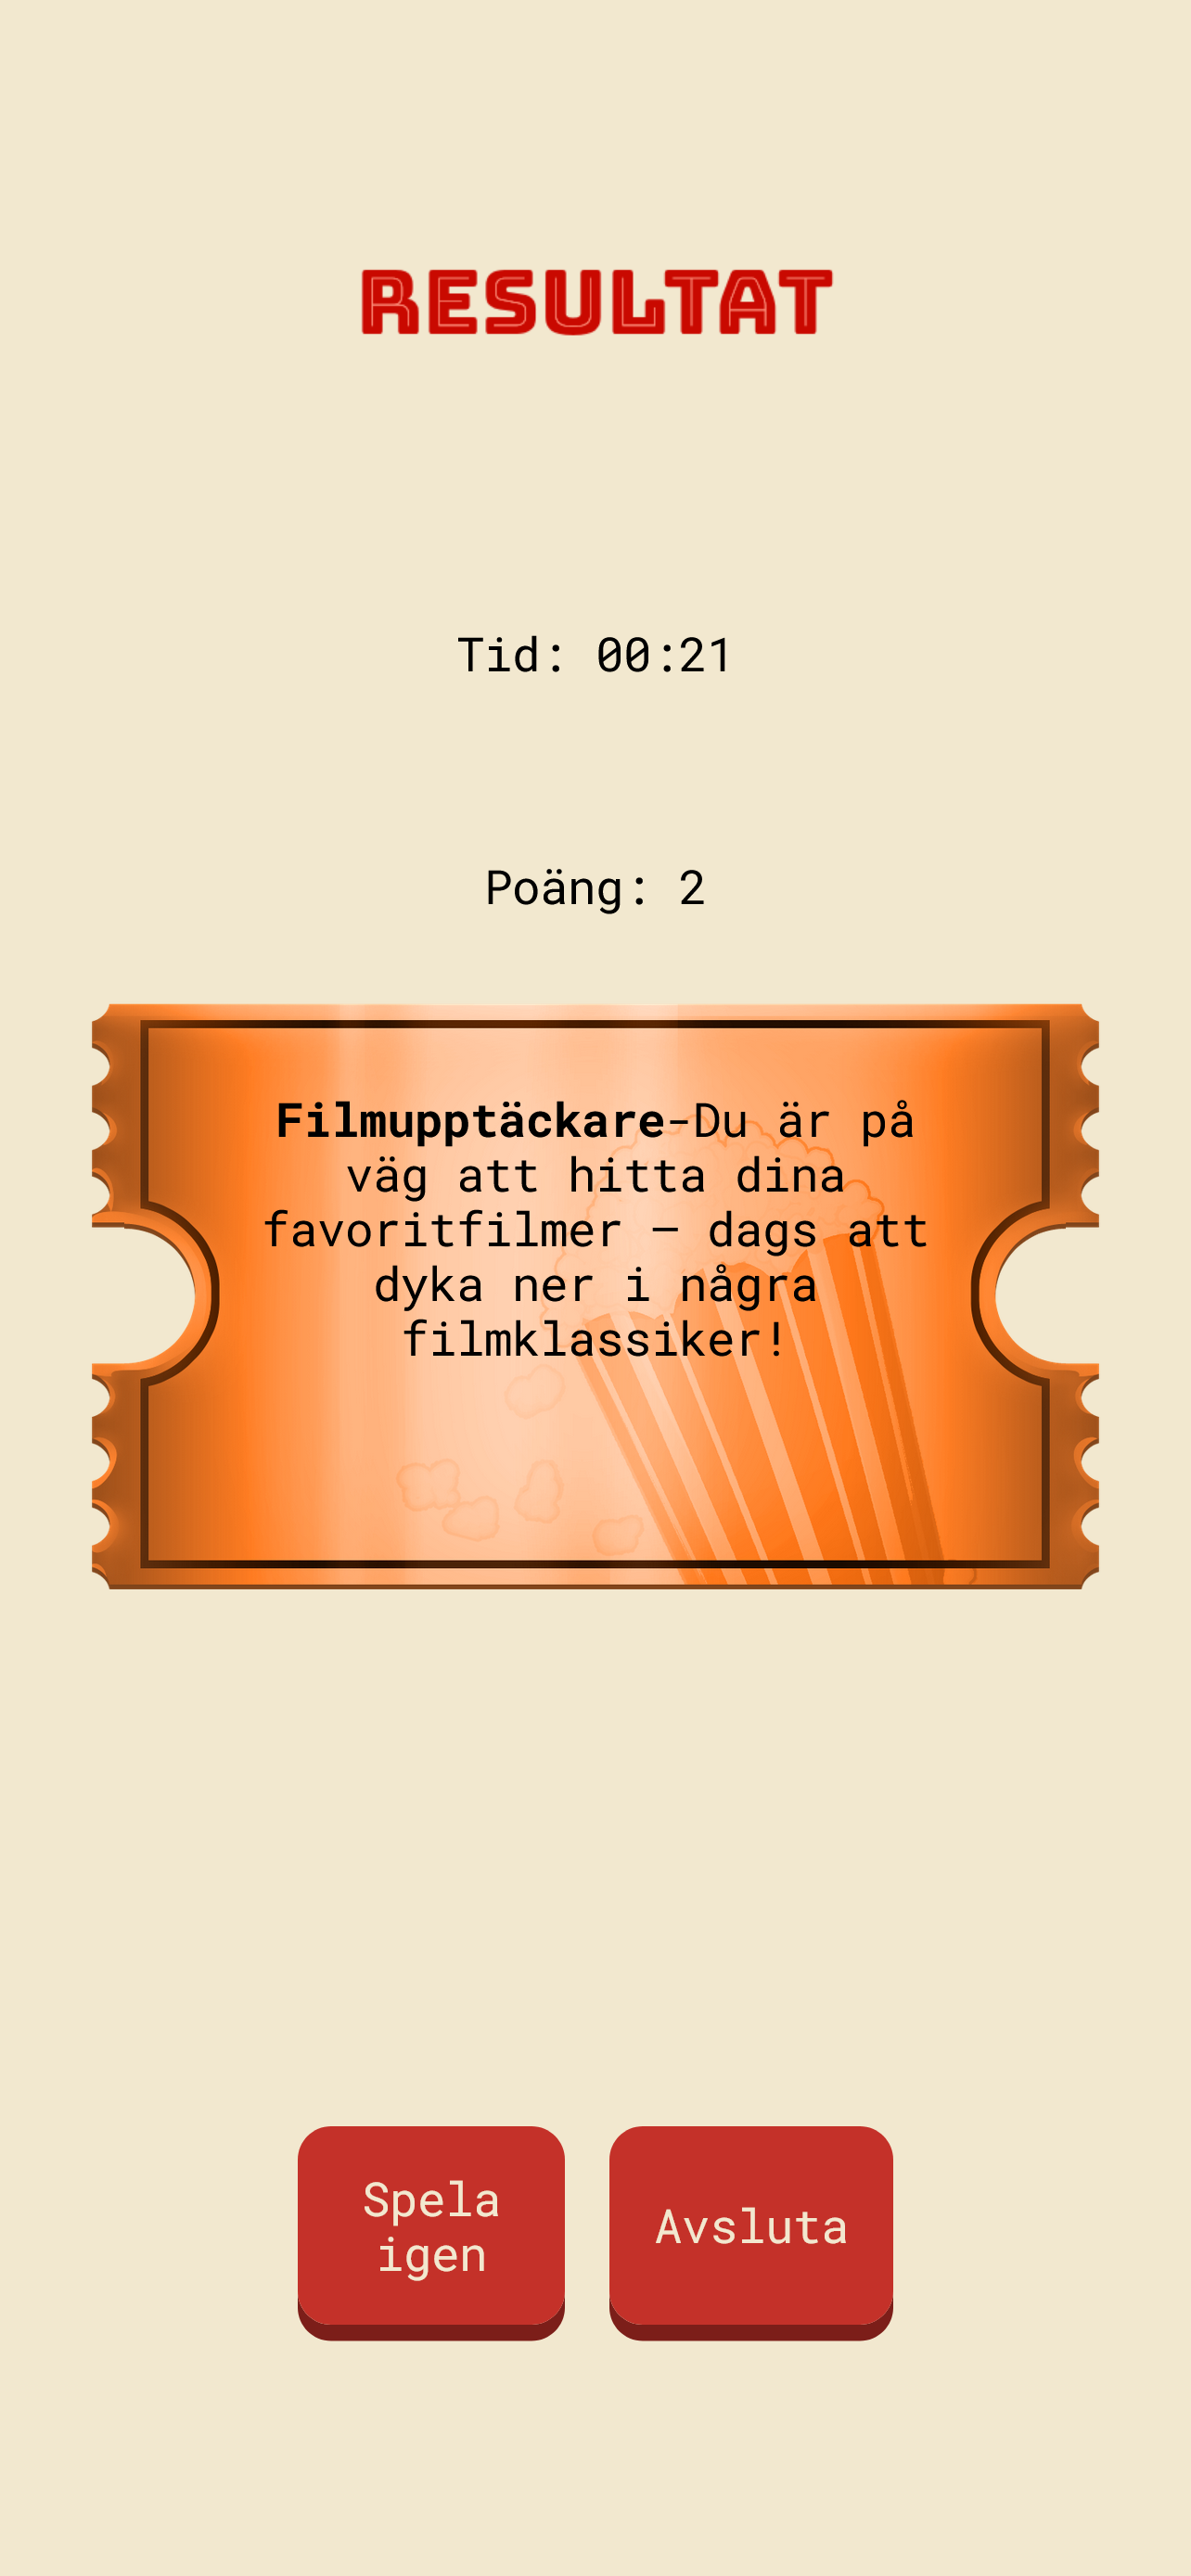 RESULTAT
Tid: 00:21
Poäng: 2
Filmupptäckare-Du är på
väg att hitta dina
favoritfilmer – dags att
dyka ner i några
filmklassiker!
Spela
igen
Avsluta